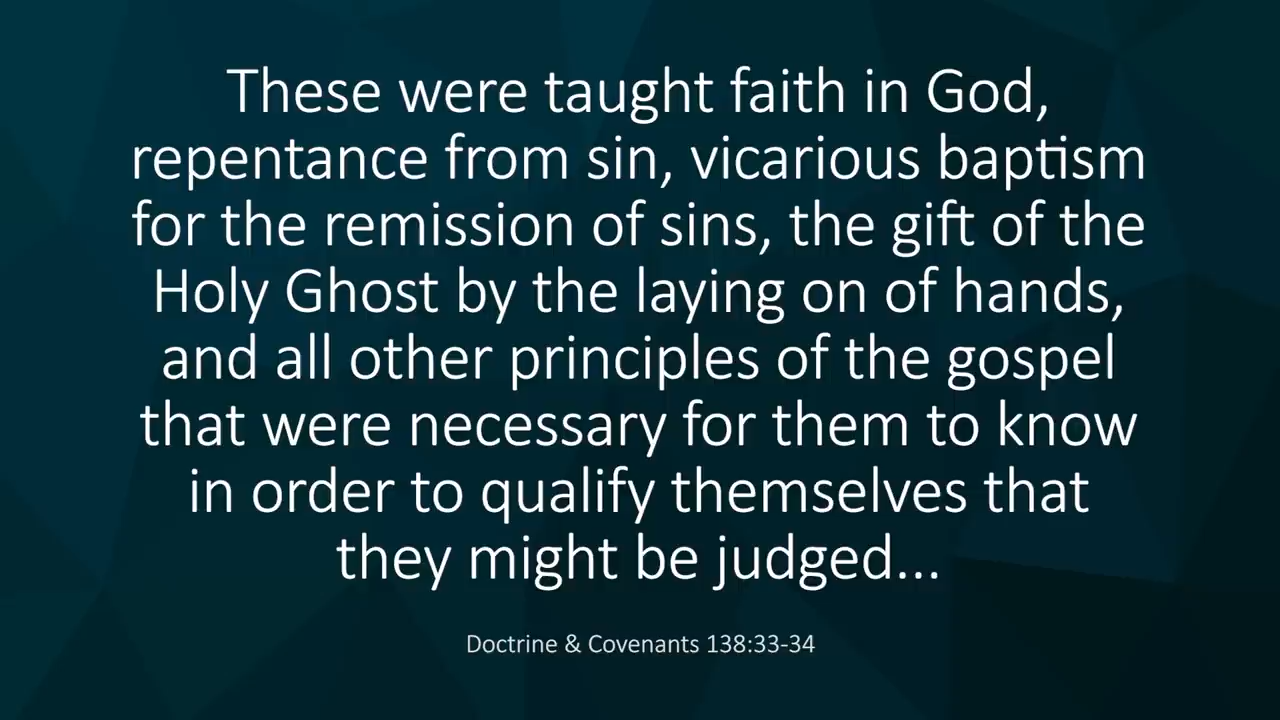 These were taught faith in God,
repentance from sin, vicarious baptism
for the remission of sins, the gift of the
Holy Ghost by the laying on of hands,
and all other principles of the gospel
that were necessary for them to know
in order to qualify themselves that
they might be judged...
Doctrine & Covenants 138:33-34